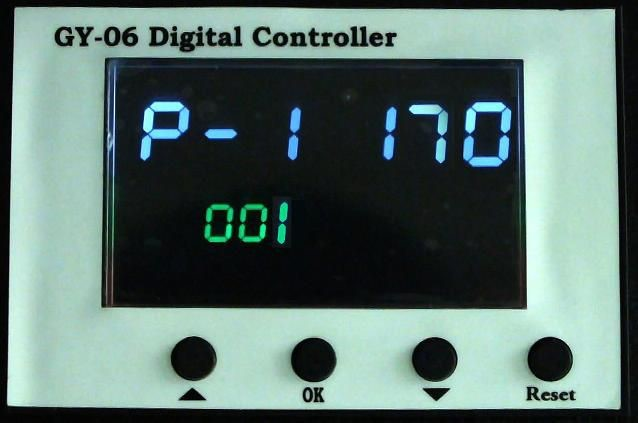 GY-06 Digital Controller
P-1 170
001
OK Reset